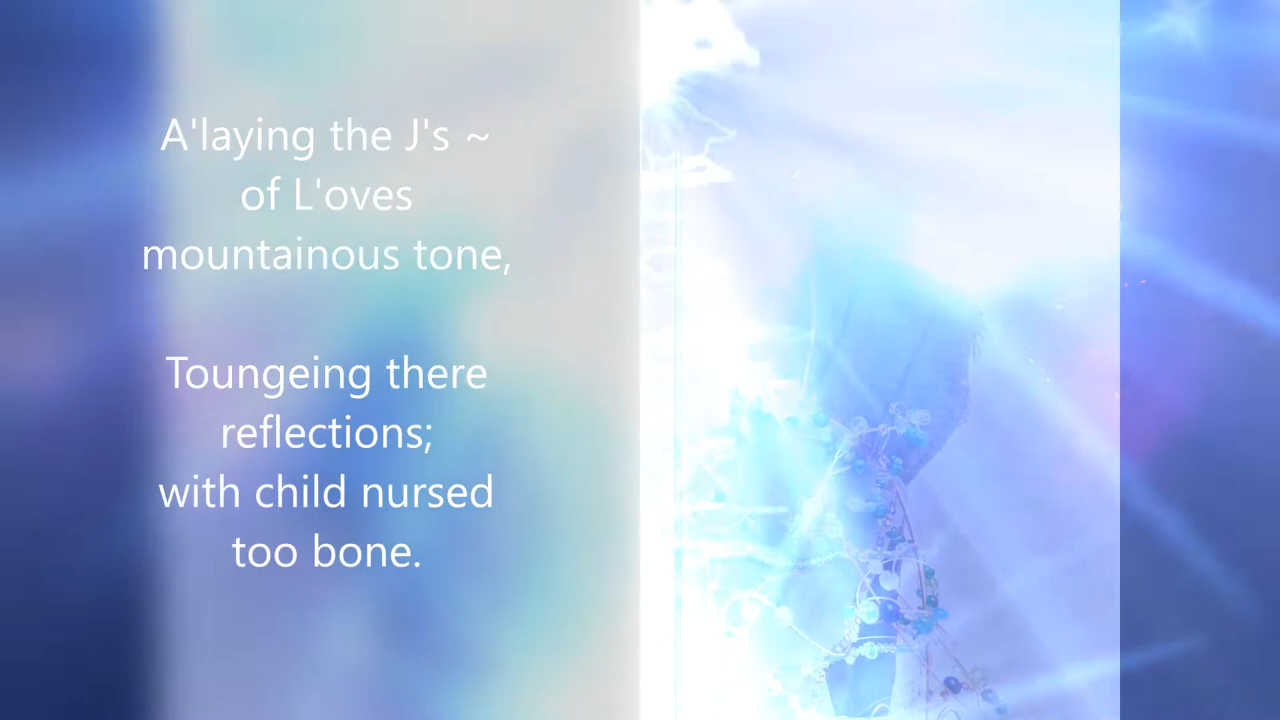 A'laying the J's ~
of L'oves
mountainous tone,
Toungeing there
reflections;
with child nursed
too bone.